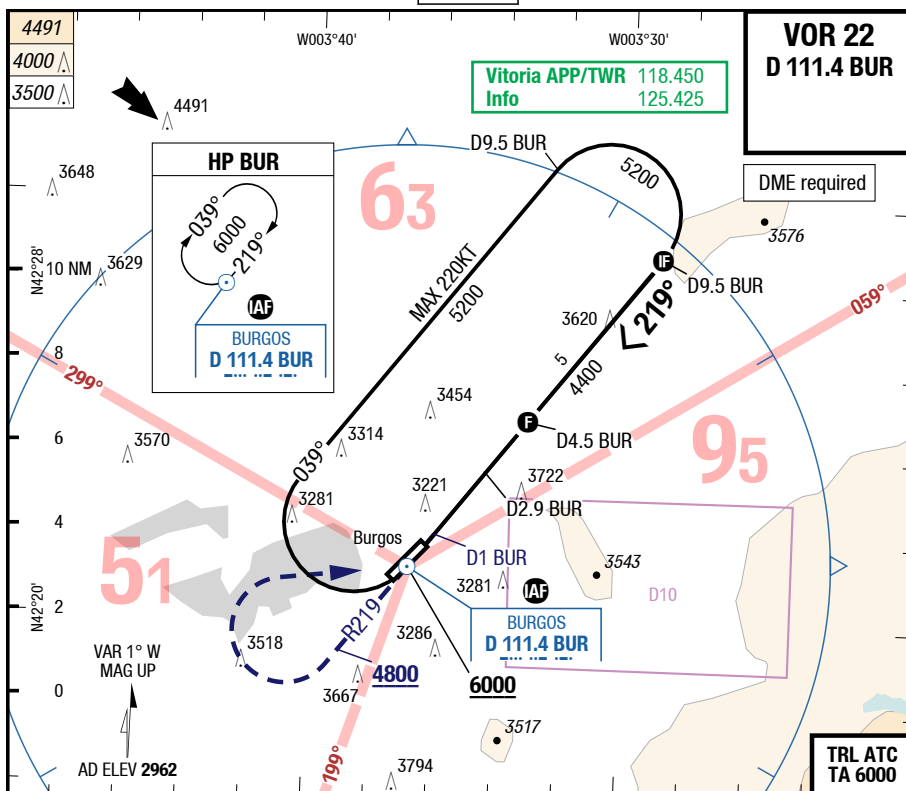 4491
4000
3500
W003°40'
W003°30'
VOR 22
D 111.4 BUR
Vitoria APP/TWR 118.450
Info 125.425
4491
D9.5 BUR
5200
DME required
3648
HP BUR
039°
6000
219°
63
3576
N42°28'
10 NM
3629
IF
D9.5 BUR
MAX 220KT
5200
219°
059°
IAF
BURGOS
D 111.4 BUR
3620
8
299°
5
4400
3454
F
D4.5 BUR
95
6
3570
3314
039°
3281
3221
3722
D2.9 BUR
4
Burgos
D1 BUR
51
3281
IAF
3543
D10
N42°20'
2
R219
BURGOS
D 111.4 BUR
3518
3286
VAR 1° W
MAG UP
4800
6000
0
3667
3517
AD ELEV 2962
199°
3794
TRL ATC
TA 6000